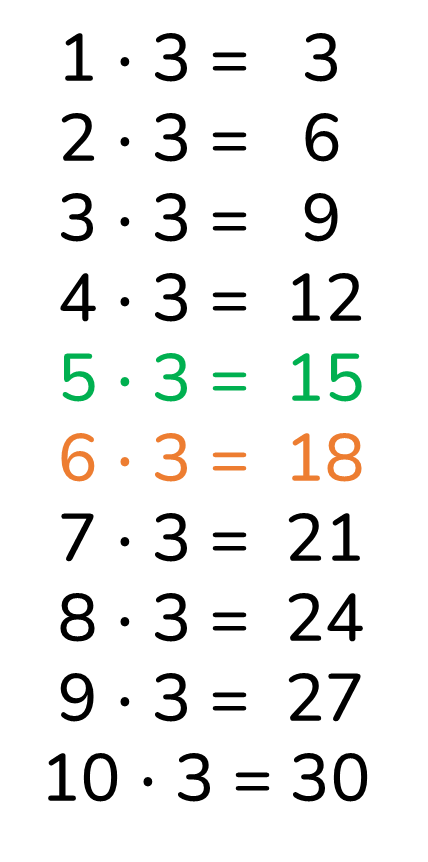 1 · 3 = 3
2 · 3 = 6
3 · 3 = 9
4 · 3 = 12
5 · 3 = 15
6 · 3 = 18
7 · 3 = 21
8 · 3 = 24
9 · 3 = 27
10 · 3 = 30